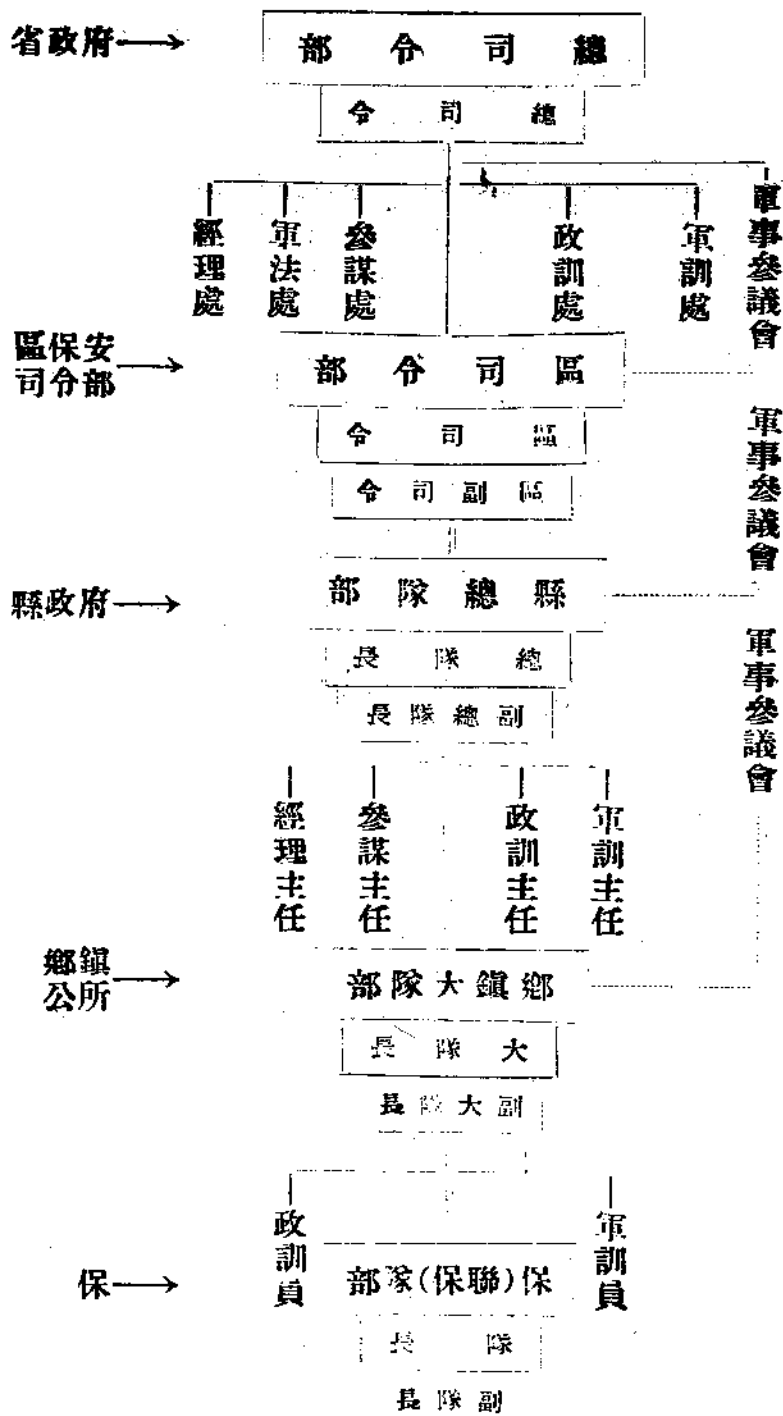 省政府→
總司令部
總司令
軍事參議會
軍訓處
政訓處
參謀處
軍法處
經理處
區保安
司令部→
區司令部
區司令
區副司令
軍事參議會
縣政府→
縣總隊部
總隊長
副總隊長
軍事參議會
軍訓主任
政訓主任
參謀主任
經理主任
鄉鎮
公所→
鄉鎮大隊部
大隊長
副大隊長
軍訓員
政訓員
保→
保(聯保)隊部
隊長
副隊長